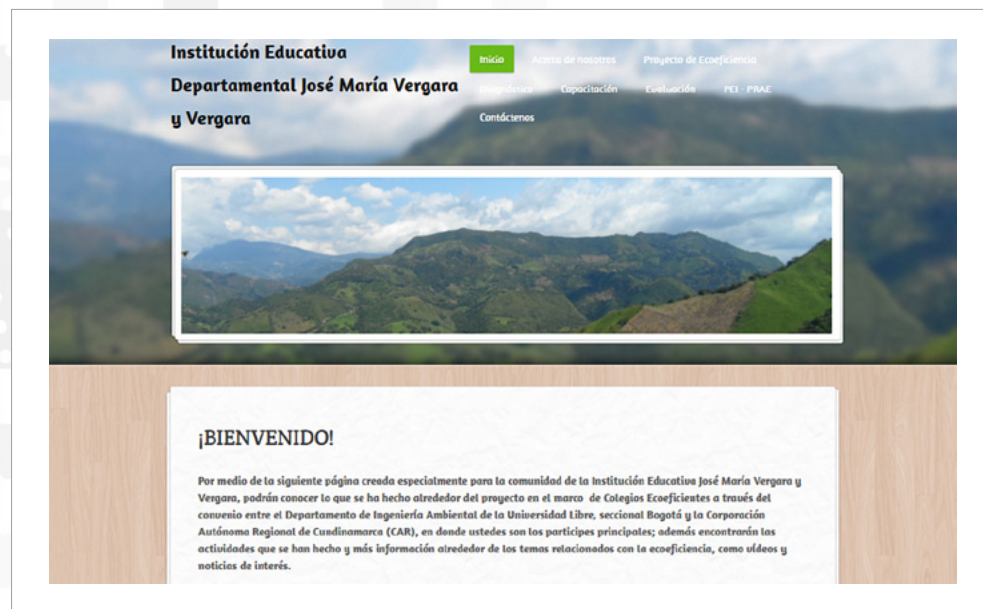 Institución Educativa
Departamental José María Vergara
y Vergara
Inicio Acerca de nosotros Proyecto de Ecoeficiencia
Diagnóstico Capacitación Evaluación PEI - PRAE
Contáctenos
¡BIENVENIDO!
Por medio de la siguiente página creada especialmente para la comunidad de la Institución Educativa José María Vergara y
Vergara, podrán conocer lo que se ha hecho alrededor del proyecto en el marco de Colegios Ecoeficientes a través del
convenio entre el Departamento de Ingeniería Ambiental de la Universidad Libre, seccional Bogotá y la Corporación
Autónoma Regional de Cundinamarca (CAR), en donde ustedes son los participes principales; además encontrarán las
actividades que se han hecho y más información alrededor de los temas relacionados con la ecoeficiencia, como vídeos y
noticias de interés.